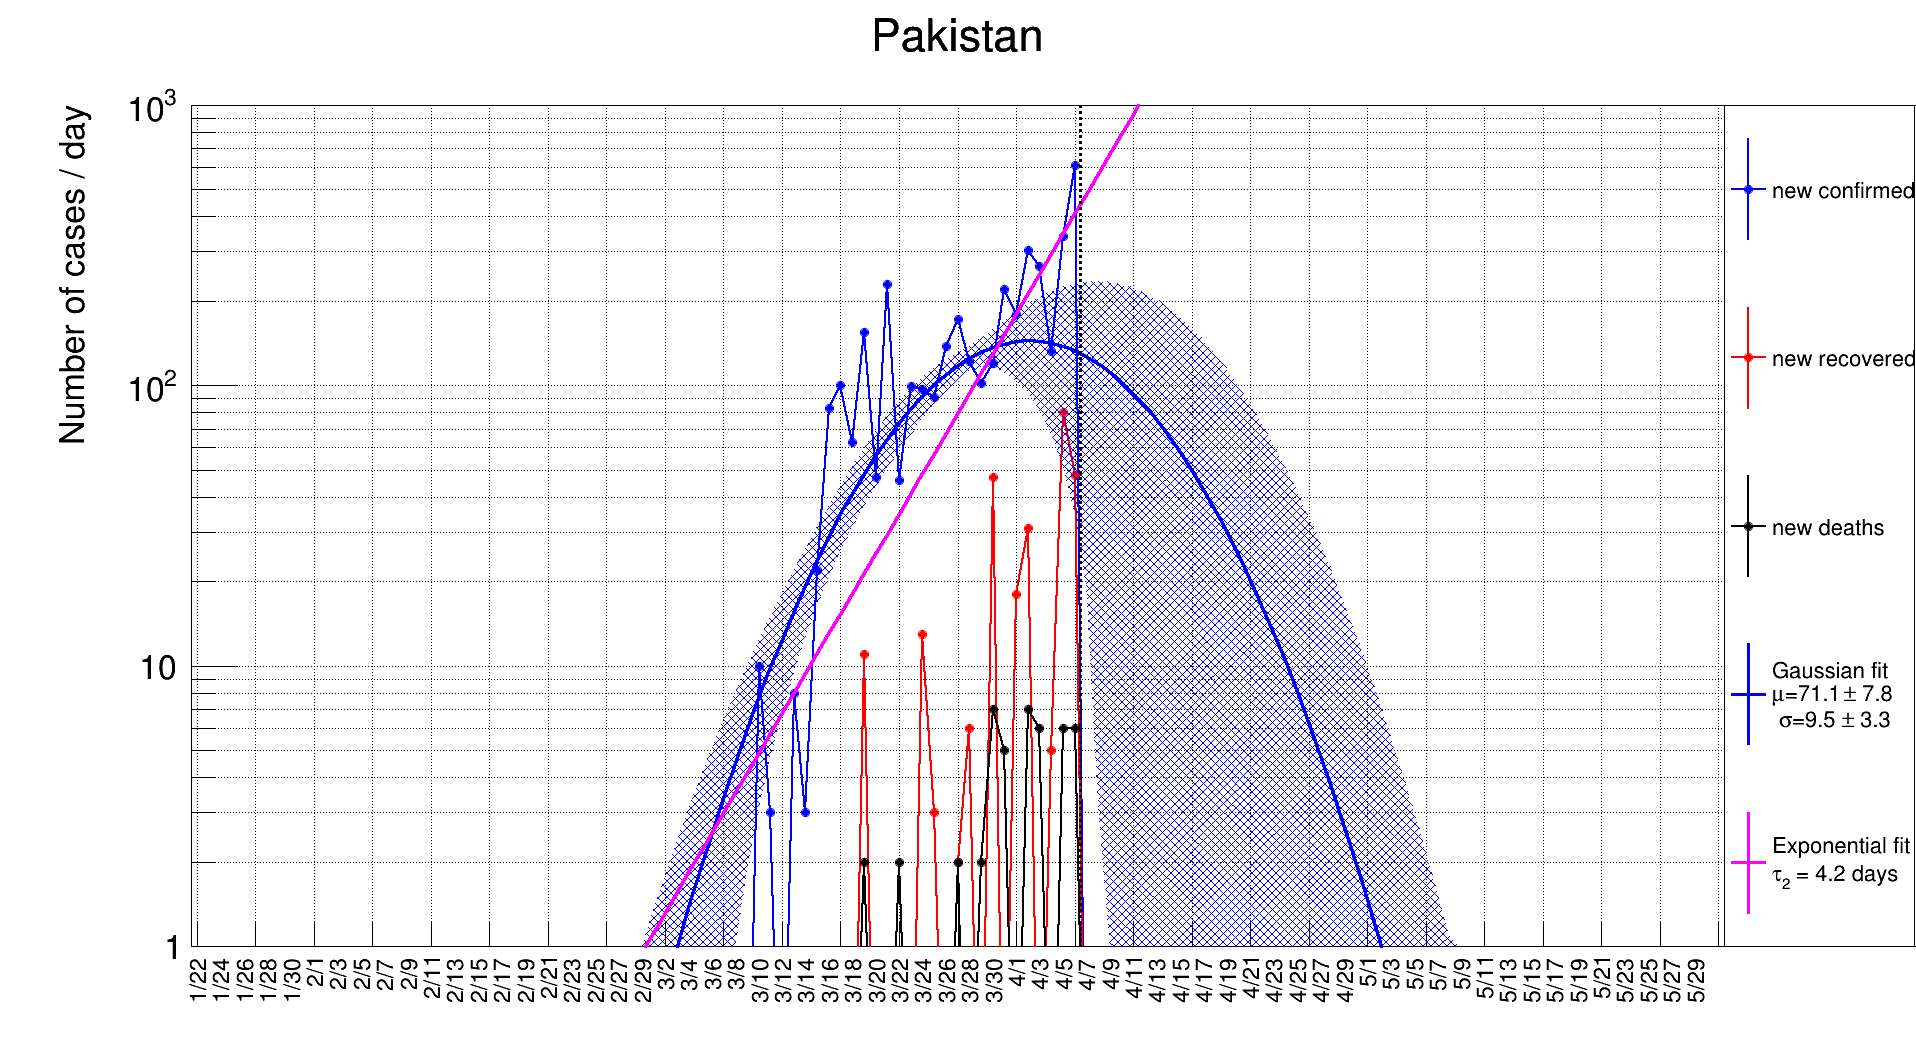 Pakistan
Number of cases / day
10³
10²
10
1
1/22 1/24 1/26 1/28 1/30 2/1 2/3 2/5 2/7 2/9 2/11 2/13 2/15 2/17 2/19 2/21 2/23 2/25 2/27 2/29 3/2 3/4 3/6 3/8 3/10 3/12 3/14 3/16 3/18 3/20 3/22 3/24 3/26 3/28 3/30 4/1 4/3 4/5 4/7 4/9 4/11 4/13 4/15 4/17 4/19 4/21 4/23 4/25 4/27 4/29 5/1 5/3 5/5 5/7 5/9 5/11 5/13 5/15 5/17 5/19 5/21 5/23 5/25 5/27 5/29
new confirmed
new recovered
new deaths
Gaussian fit
μ=71.1 ± 7.8
σ=9.5 ± 3.3
Exponential fit
τ₂ = 4.2 days